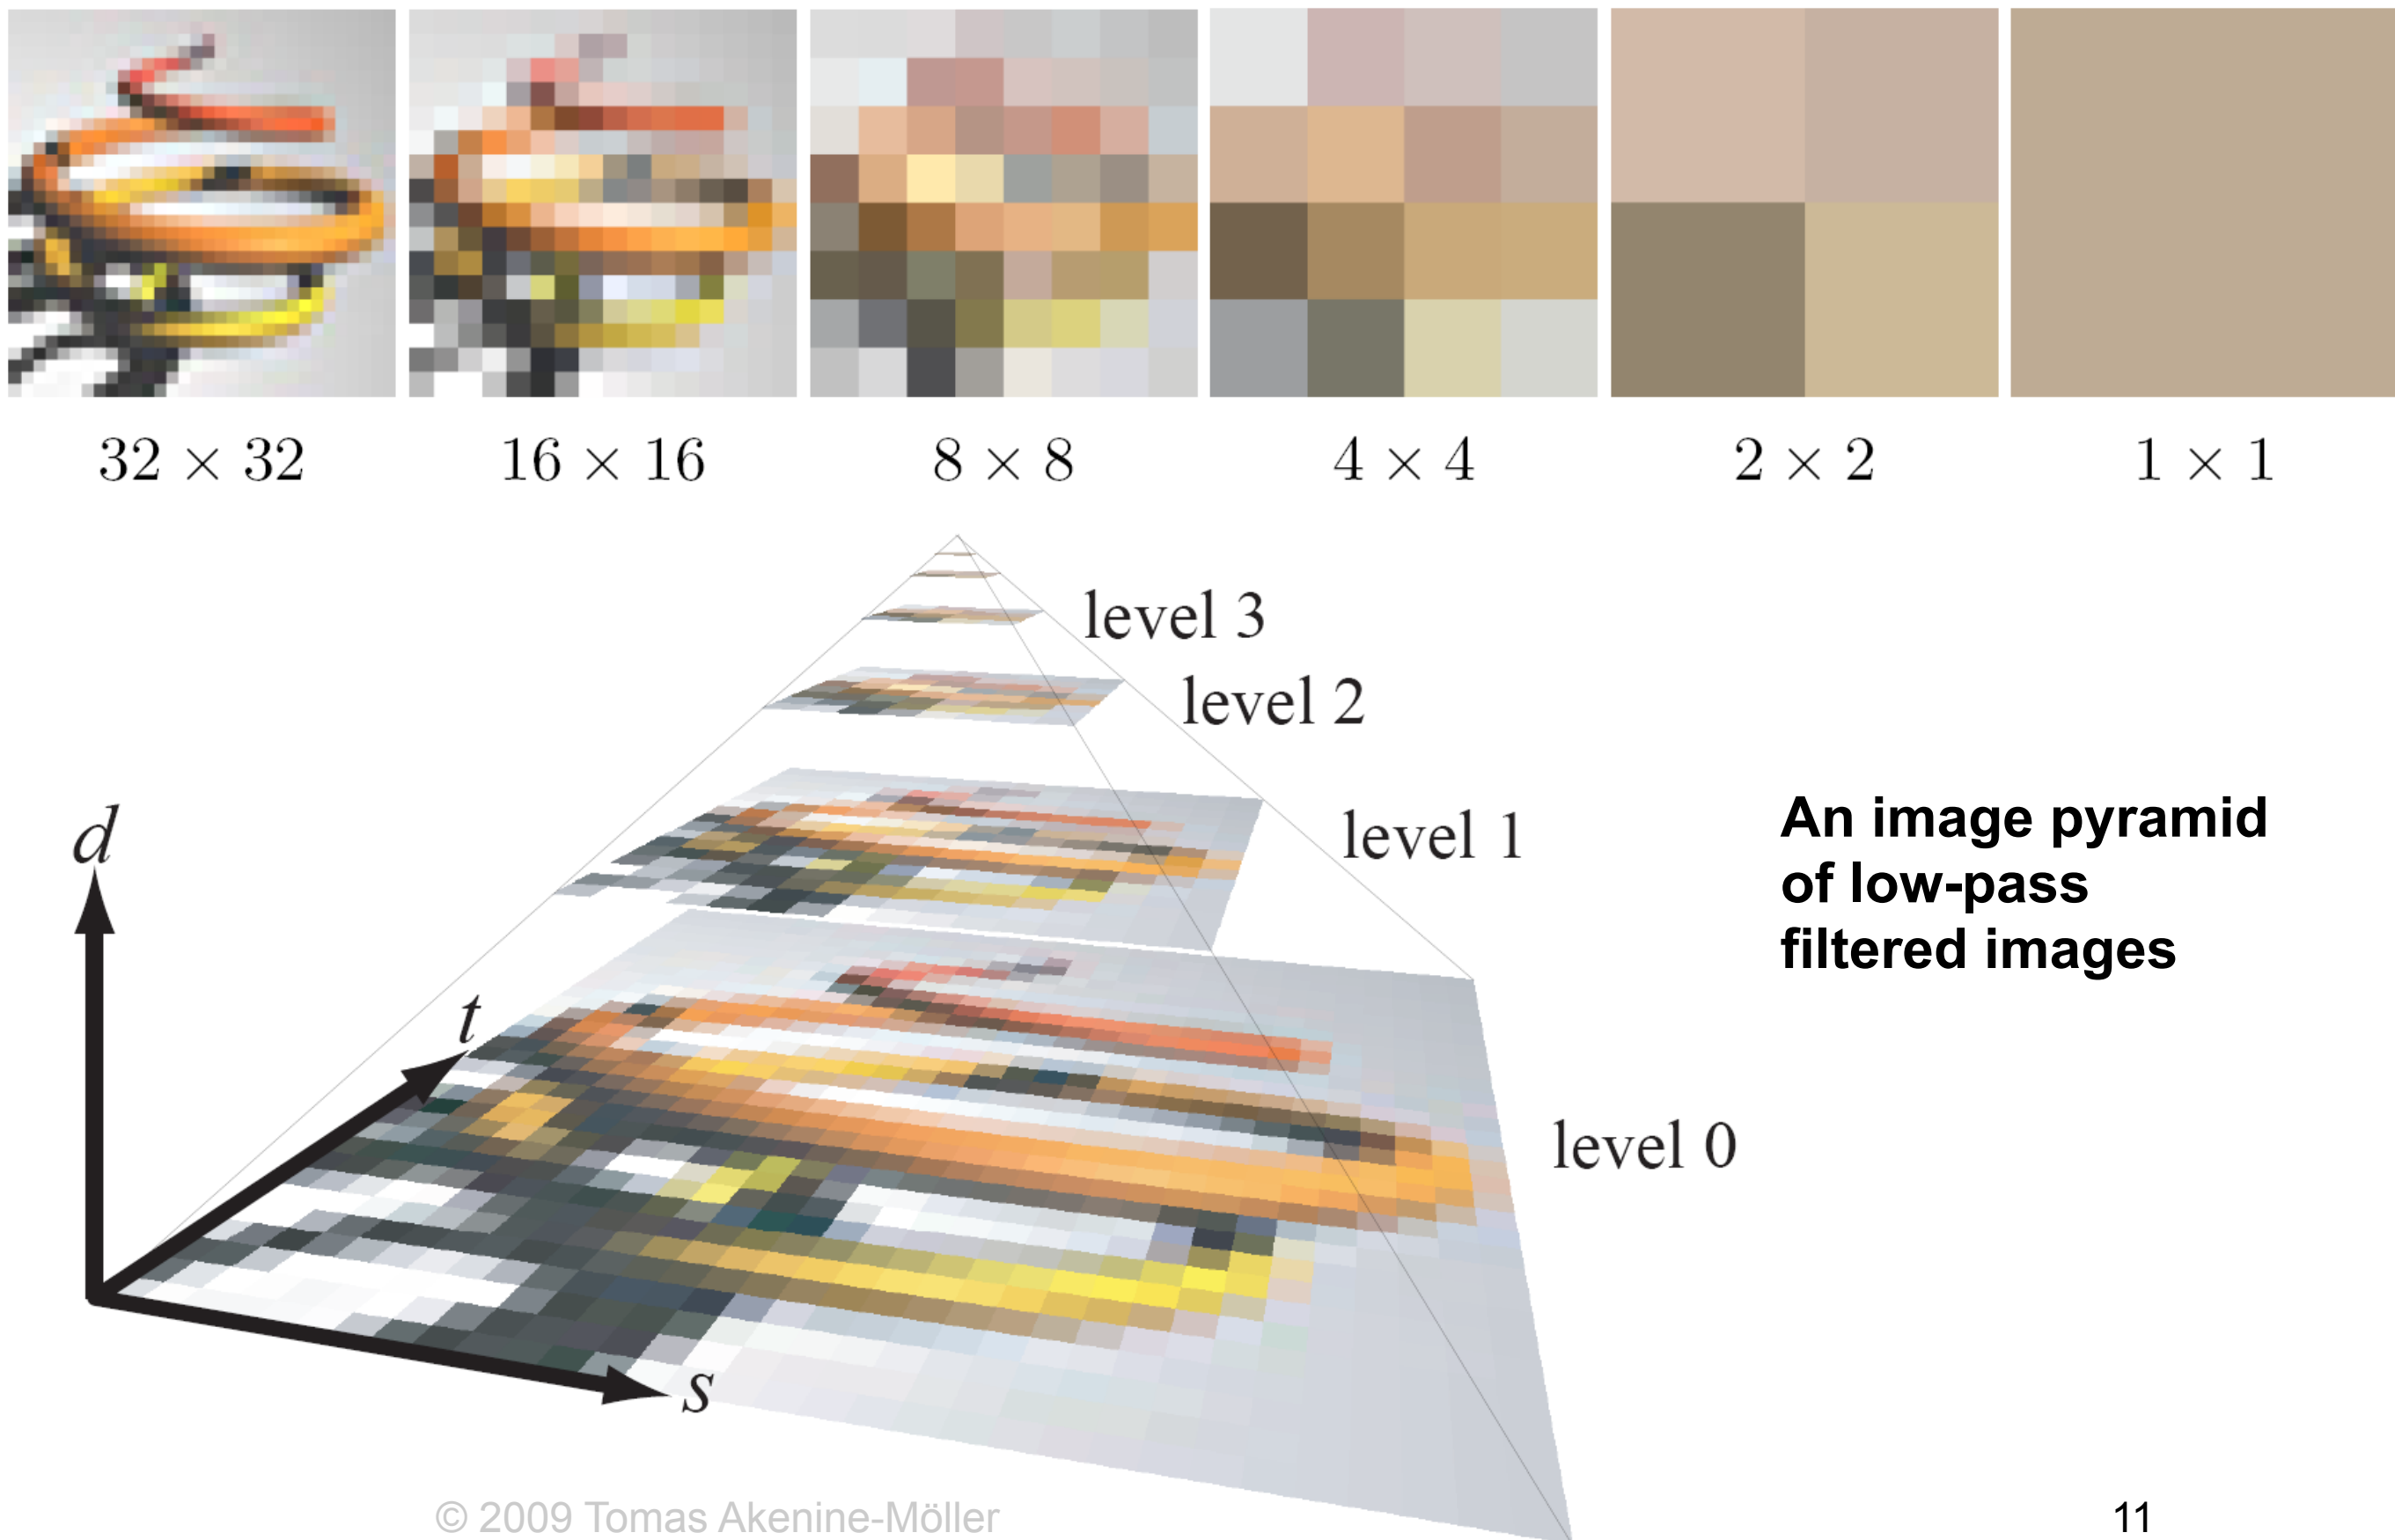 32 × 32
16 × 16
8 × 8
4 × 4
2 × 2
1 × 1
level 3
level 2
level 1
d
An image pyramid
of low-pass
filtered images
t
level 0
s
© 2009 Tomas Akenine-Möller
11